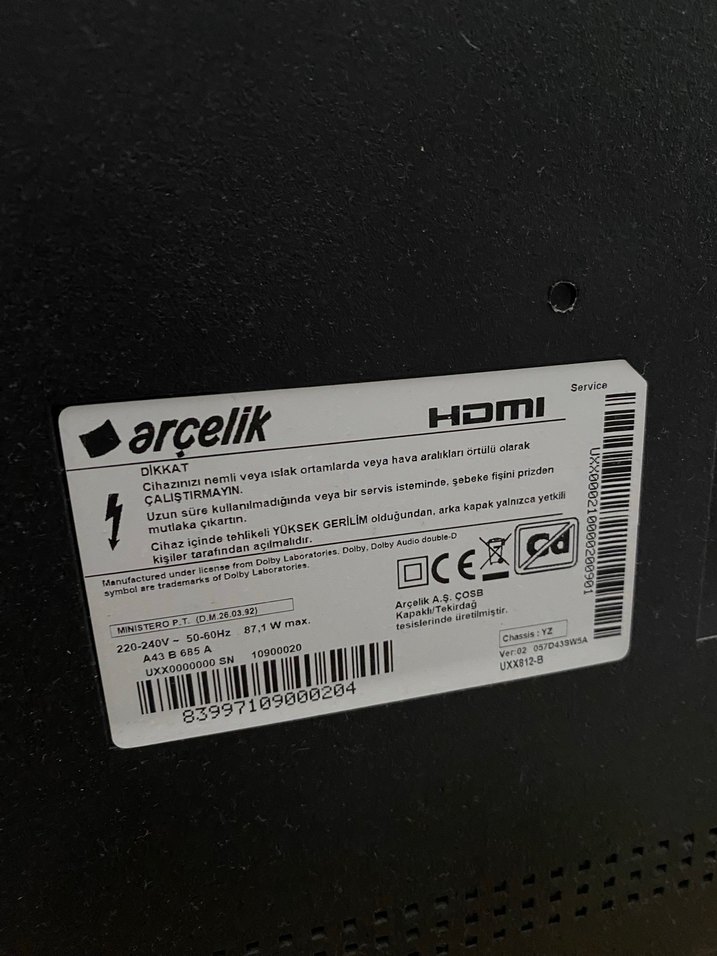 arçelik
HDMI
Service
DİKKAT
Cihazınızı nemli veya ıslak ortamlarda veya hava aralıkları örtülü olarak
ÇALIŞTIRMAYIN.
Uzun süre kullanılmadığında veya bir servis isteminde, şebeke fişini prizden
mutlaka çıkartın.
Cihaz içinde tehlikeli YÜKSEK GERİLİM olduğundan, arka kapak yalnızca yetkili
kişiler tarafından açılmalıdır.
Manufactured under license from Dolby Laboratories. Dolby, Dolby Audio double-D
symbol are trademarks of Dolby Laboratories.
CE
Cd
MINISTERO P.T. (D.M.26.03.92)
220-240V ~ 50-60Hz 87,1 W max.
A43 B 685 A
UXX0000000 SN 10900020
83997109000204
Arçelik A.Ş. ÇOSB
Kapaklı/Tekirdağ
tesislerinde üretilmiştir.
Chassis : YZ
Ver:02 057D43SW5A
UXX812-B